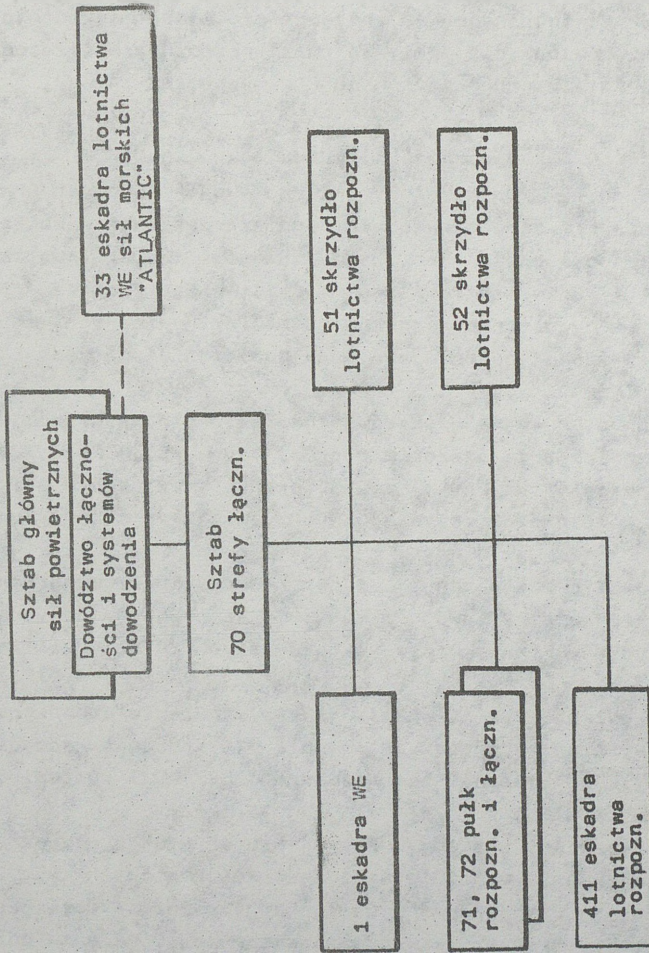 Sztab główny
sił powietrznych
Dowództwo łączno-
ści i systemów
dowodzenia
33 eskadra lotnictwa
WE sił morskich
"ATLANTIC"
Sztab
70 strefy łączn.
1 eskadra WE
51 skrzydło
lotnictwa rozpozn.
71, 72 pułk
rozpozn. i łączn.
52 skrzydło
lotnictwa rozpozn.
411 eskadra
lotnictwa
rozpozn.